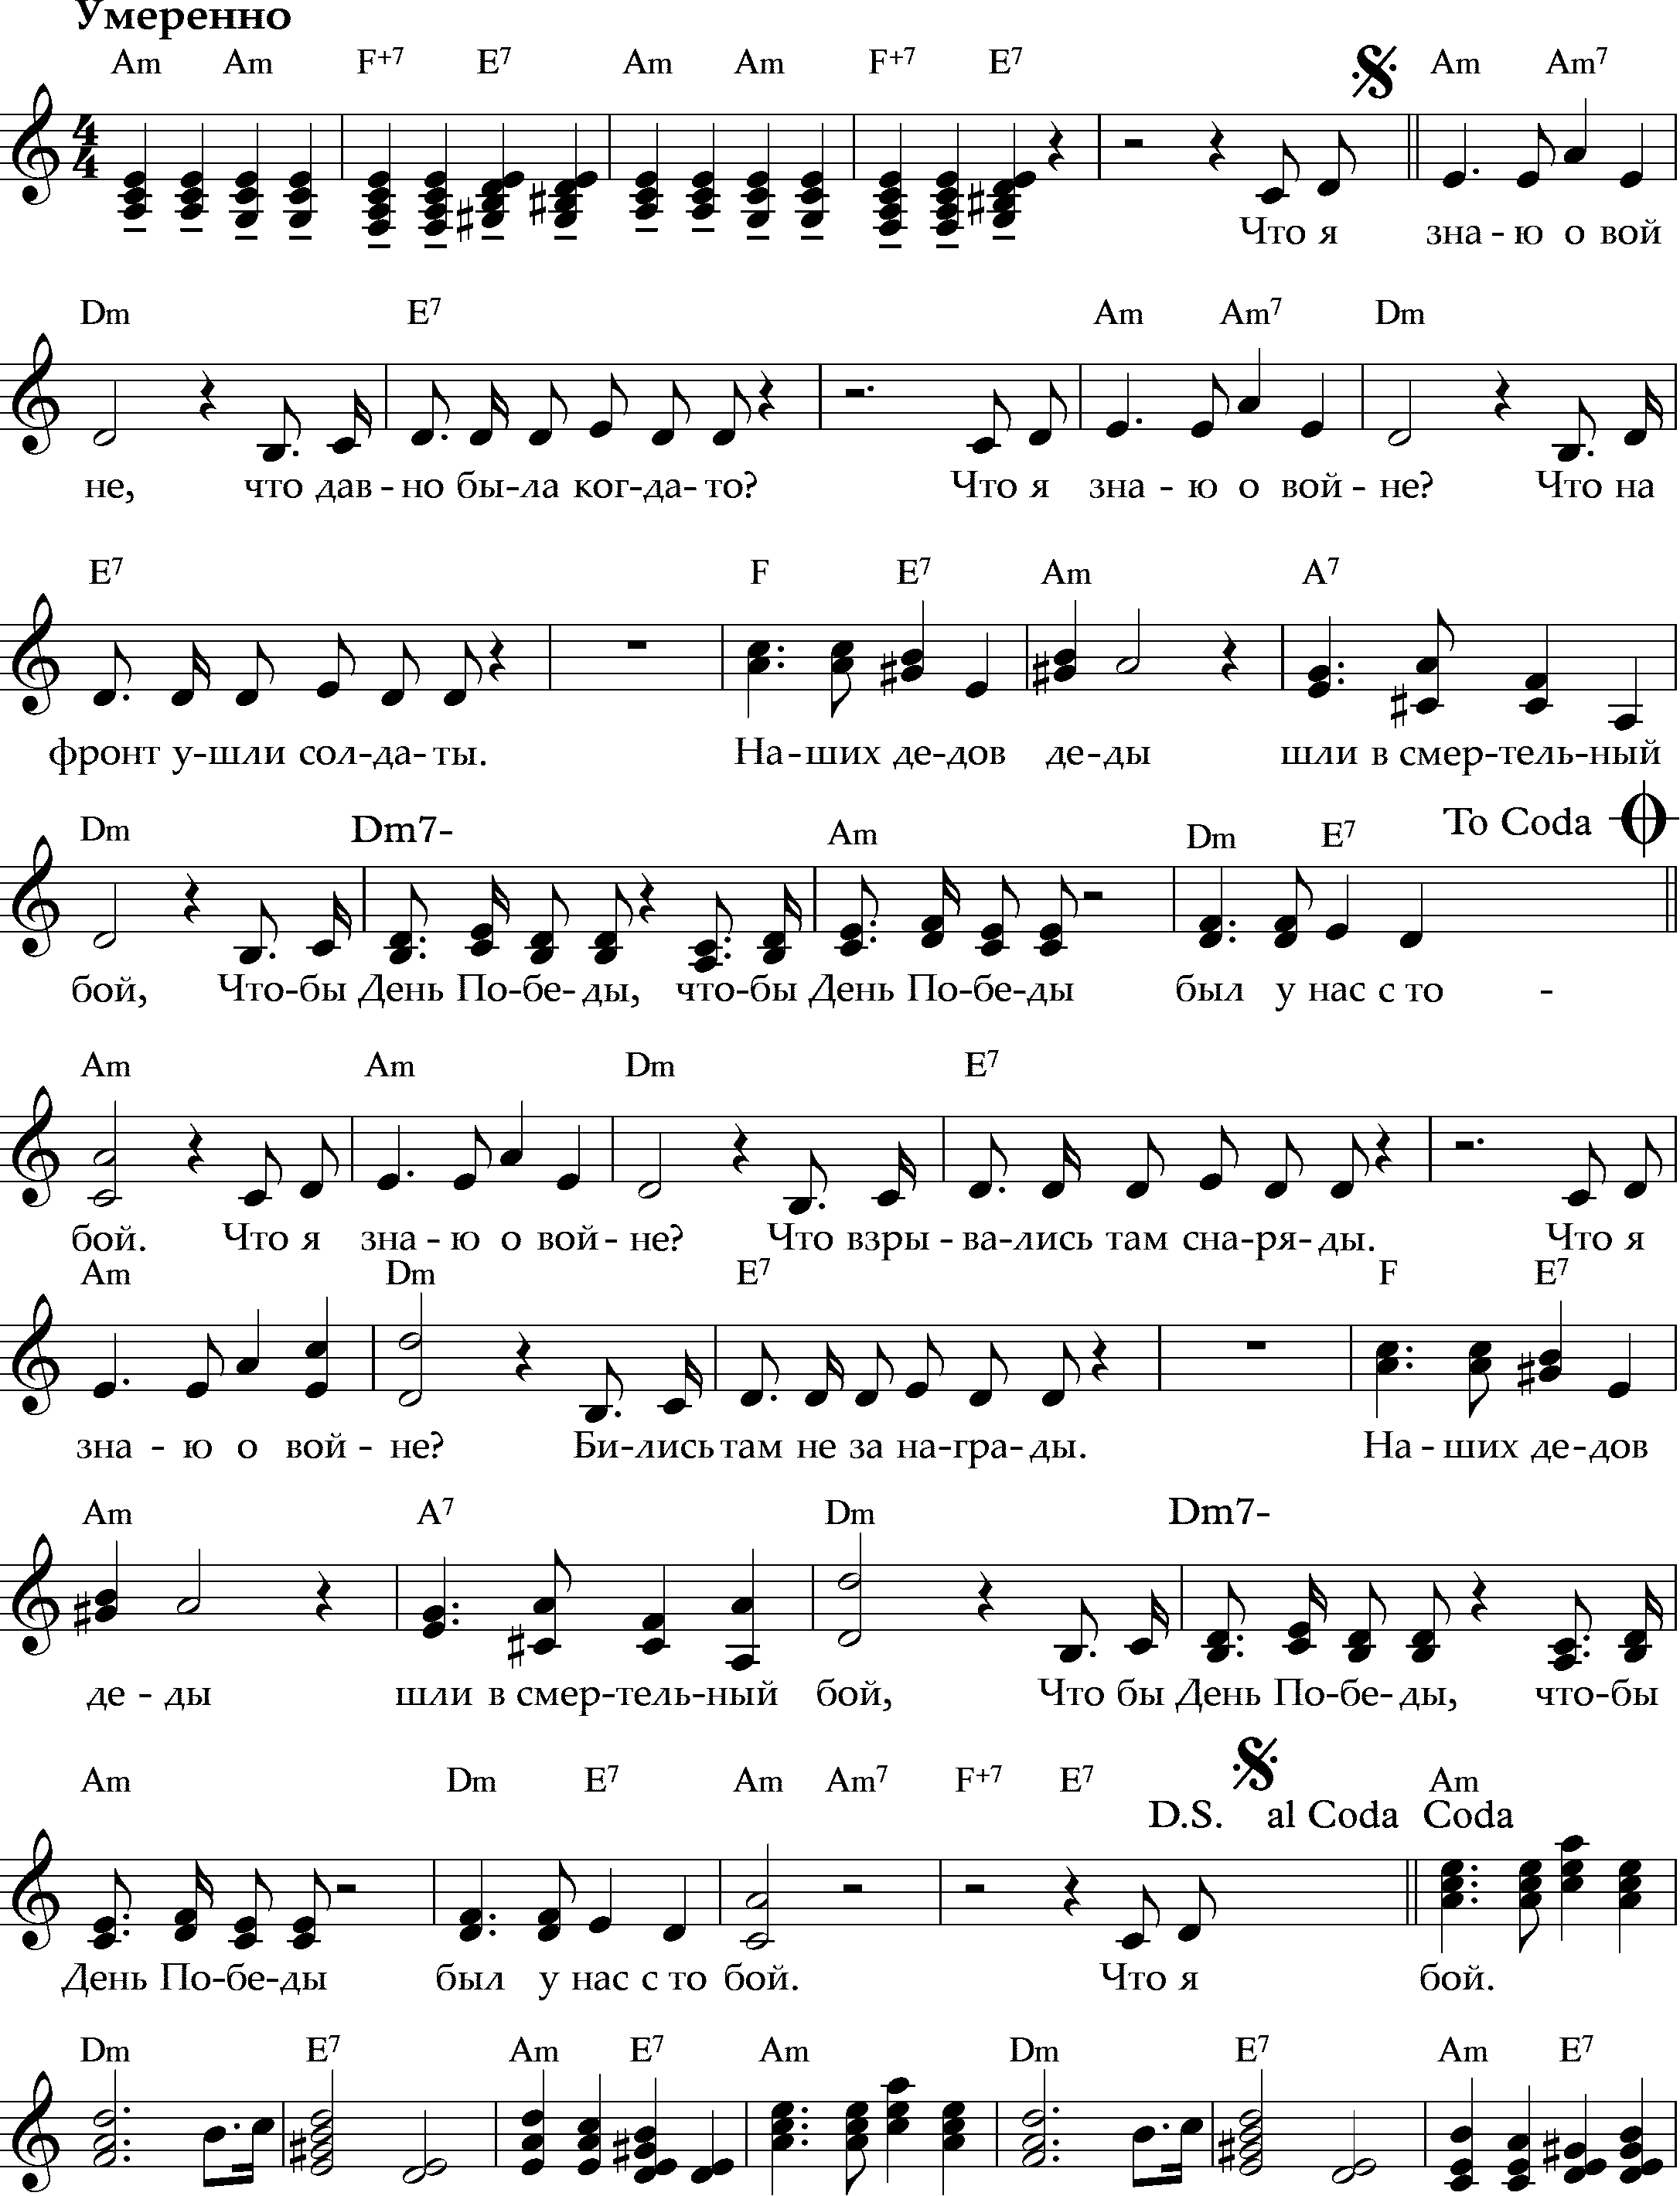 Умеренно
Am Am F+7 E7 Am Am F+7 E7 Am Am7
4
4
Что я зна - ю о вой
Dm E7 Am Am7 Dm
не, что дав - но бы-ла ког-да-то? Что я зна - ю о вой - не? Что на
E7 F E7 Am A7
фронт у-шли сол-да-ты. На-ших де-дов де-ды шли в смер-тель-ный
Dm Dm7- Am Dm E7 To Coda
бой, Что-бы День По-бе-ды, что-бы День По-бе-ды был у нас с то -
Am Am Dm E7
бой. Что я зна - ю о вой - не? Что взры - ва-лись там сна-ря-ды. Что я
Am Dm E7 F E7
зна - ю о вой - не? Би-лись там не за на-гра-ды. На - ших де-дов
Am A7 Dm Dm7-
де - ды шли в смер-тель-ный бой, Что бы День По-бе-ды, что-бы
Am Dm E7 Am Am7 F+7 E7 Am
D.S. al Coda Coda
День По-бе-ды был у нас с то бой. Что я бой.
Dm E7 Am E7 Am Dm E7 Am E7